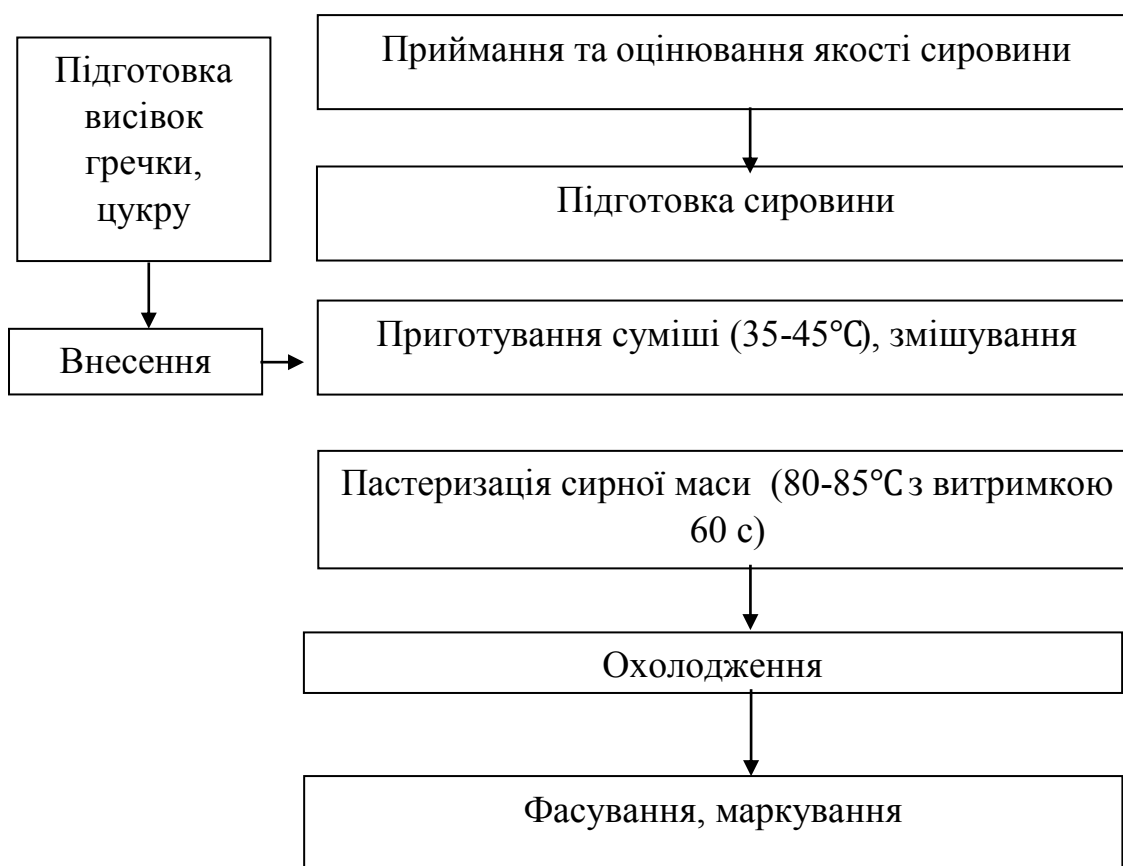 Підготовка
висівок
гречки,
цукру
Приймання та оцінювання якості сировини
Підготовка сировини
Внесення
Приготування суміші (35-45℃), змішування
Пастеризація сирної маси (80-85℃ з витримкою
60 с)
Охолодження
Фасування, маркування